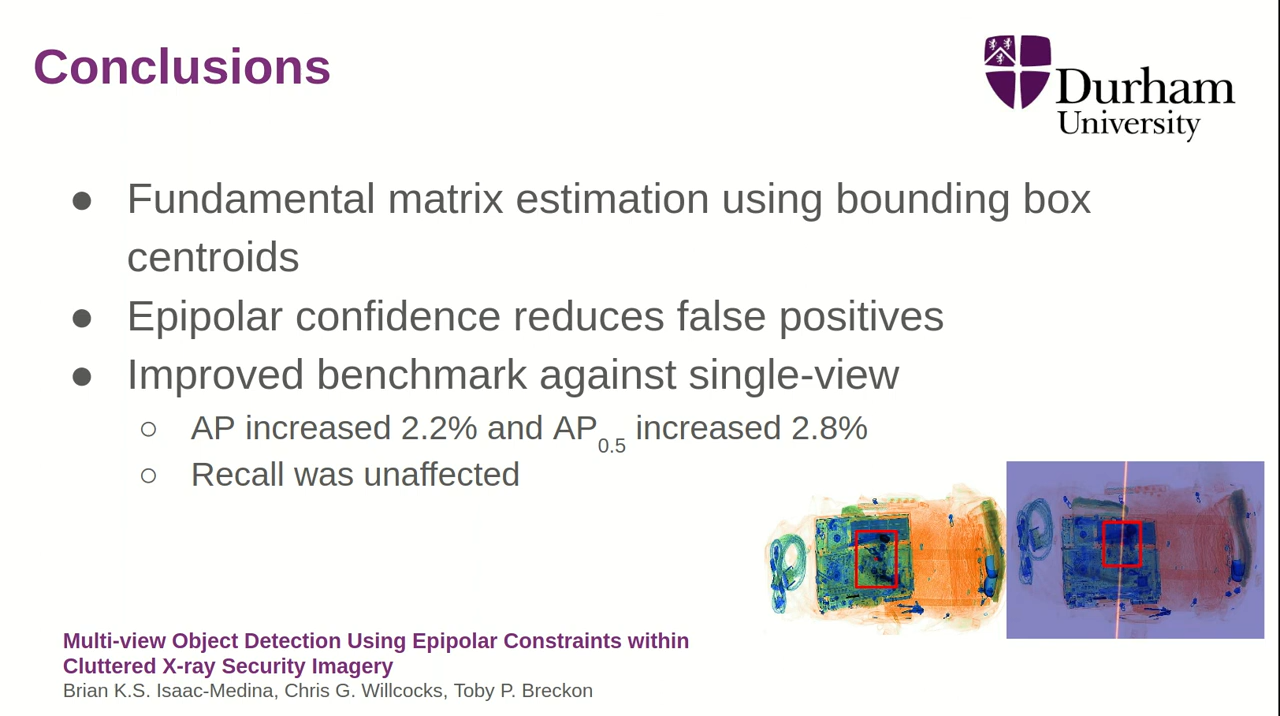 Conclusions
Durham
University
● Fundamental matrix estimation using bounding box
centroids
● Epipolar confidence reduces false positives
● Improved benchmark against single-view
○ AP increased 2.2% and AP0.5 increased 2.8%
○ Recall was unaffected
Multi-view Object Detection Using Epipolar Constraints within
Cluttered X-ray Security Imagery
Brian K.S. Isaac-Medina, Chris G. Willcocks, Toby P. Breckon